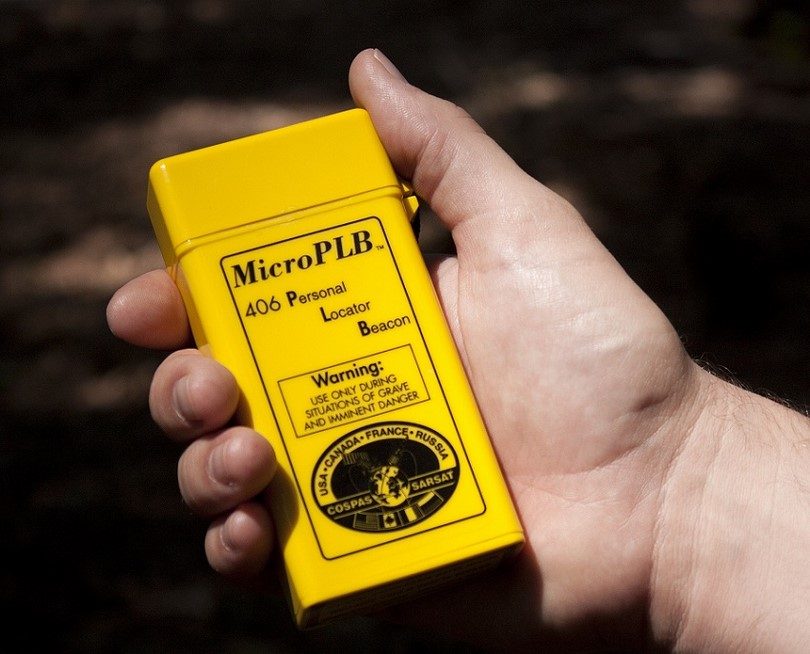 MicroPLB™
406 Personal
Locator
Beacon
Warning:
USE ONLY DURING
SITUATIONS OF GRAVE
AND IMMINENT DANGER
USA•CANADA•FRANCE•RUSSIA
COSPAS SARSAT